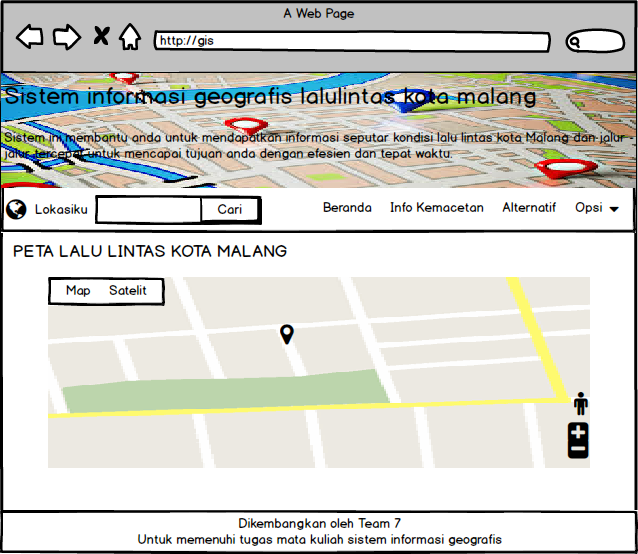 A Web Page
http://gis
Sistem informasi geografis lalulintas kota malang
Sistem ini membantu anda untuk mendapatkan informasi seputar kondisi lalu lintas kota Malang dan jalur -
jalur tercepat untuk mencapai tujuan anda dengan efesien dan tepat waktu.
Lokasiku Cari Beranda Info Kemacetan Alternatif Opsi
PETA LALU LINTAS KOTA MALANG
Map Satelit
Dikembangkan oleh Team 7
Untuk memenuhi tugas mata kuliah sistem informasi geografis